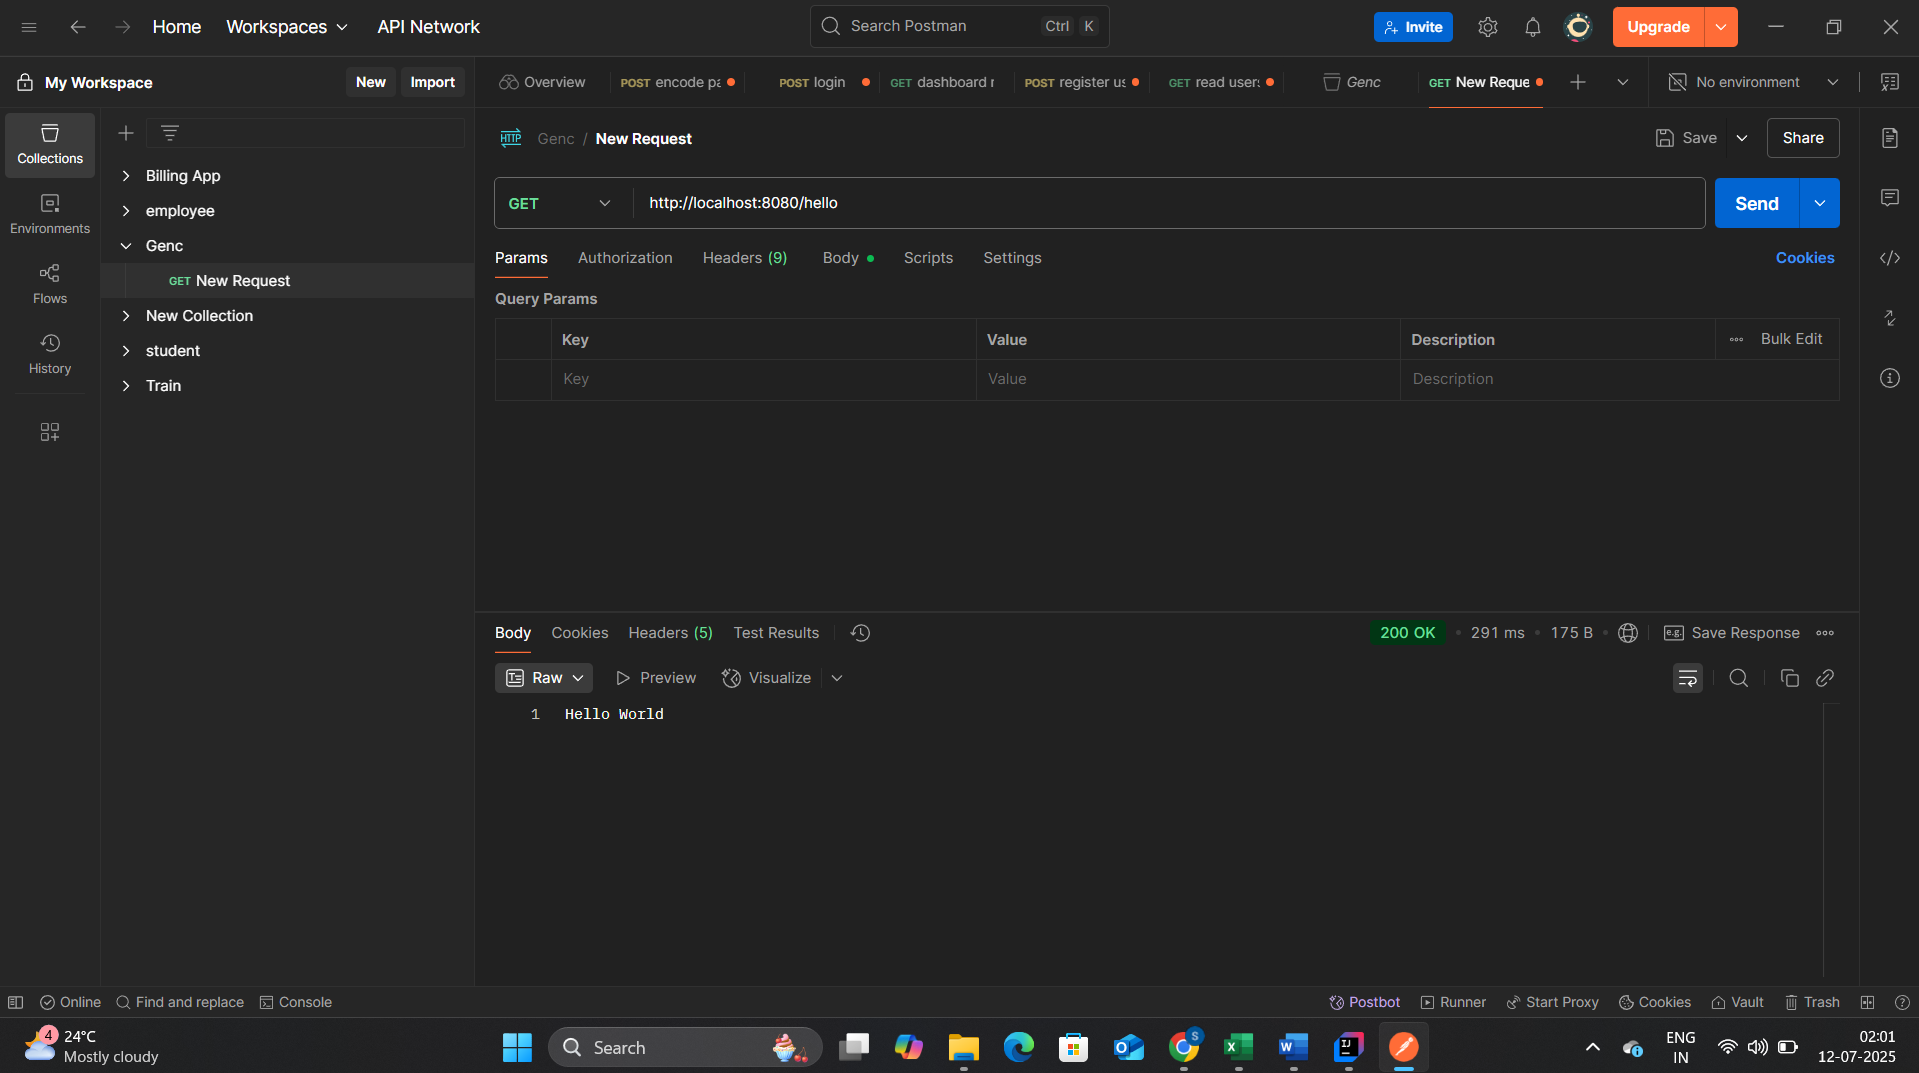 Home
Workspaces
API Network
Search Postman
Ctrl
K
Invite
Upgrade
My Workspace
New
Import
Overview
POST encode pa
POST login
GET dashboard r
POST register us
GET read users
Genc
GET New Reque
No environment
Collections
Environments
Flows
History
Billing App
employee
Genc
GET New Request
New Collection
student
Train
HTTP
Genc / New Request
Save
Share
GET
http://localhost:8080/hello
Send
Params
Authorization
Headers (9)
Body
Scripts
Settings
Cookies
Query Params
Key
Value
Description
Bulk Edit
Key
Value
Description
Body
Cookies
Headers (5)
Test Results
200 OK
291 ms
175 B
e.g.
Save Response
Raw
Preview
Visualize
1 Hello World
Online
Find and replace
Console
Postbot
Runner
Start Proxy
Cookies
Vault
Trash
4
24°C
Mostly cloudy
Search
S
ENG
IN
02:01
12-07-2025